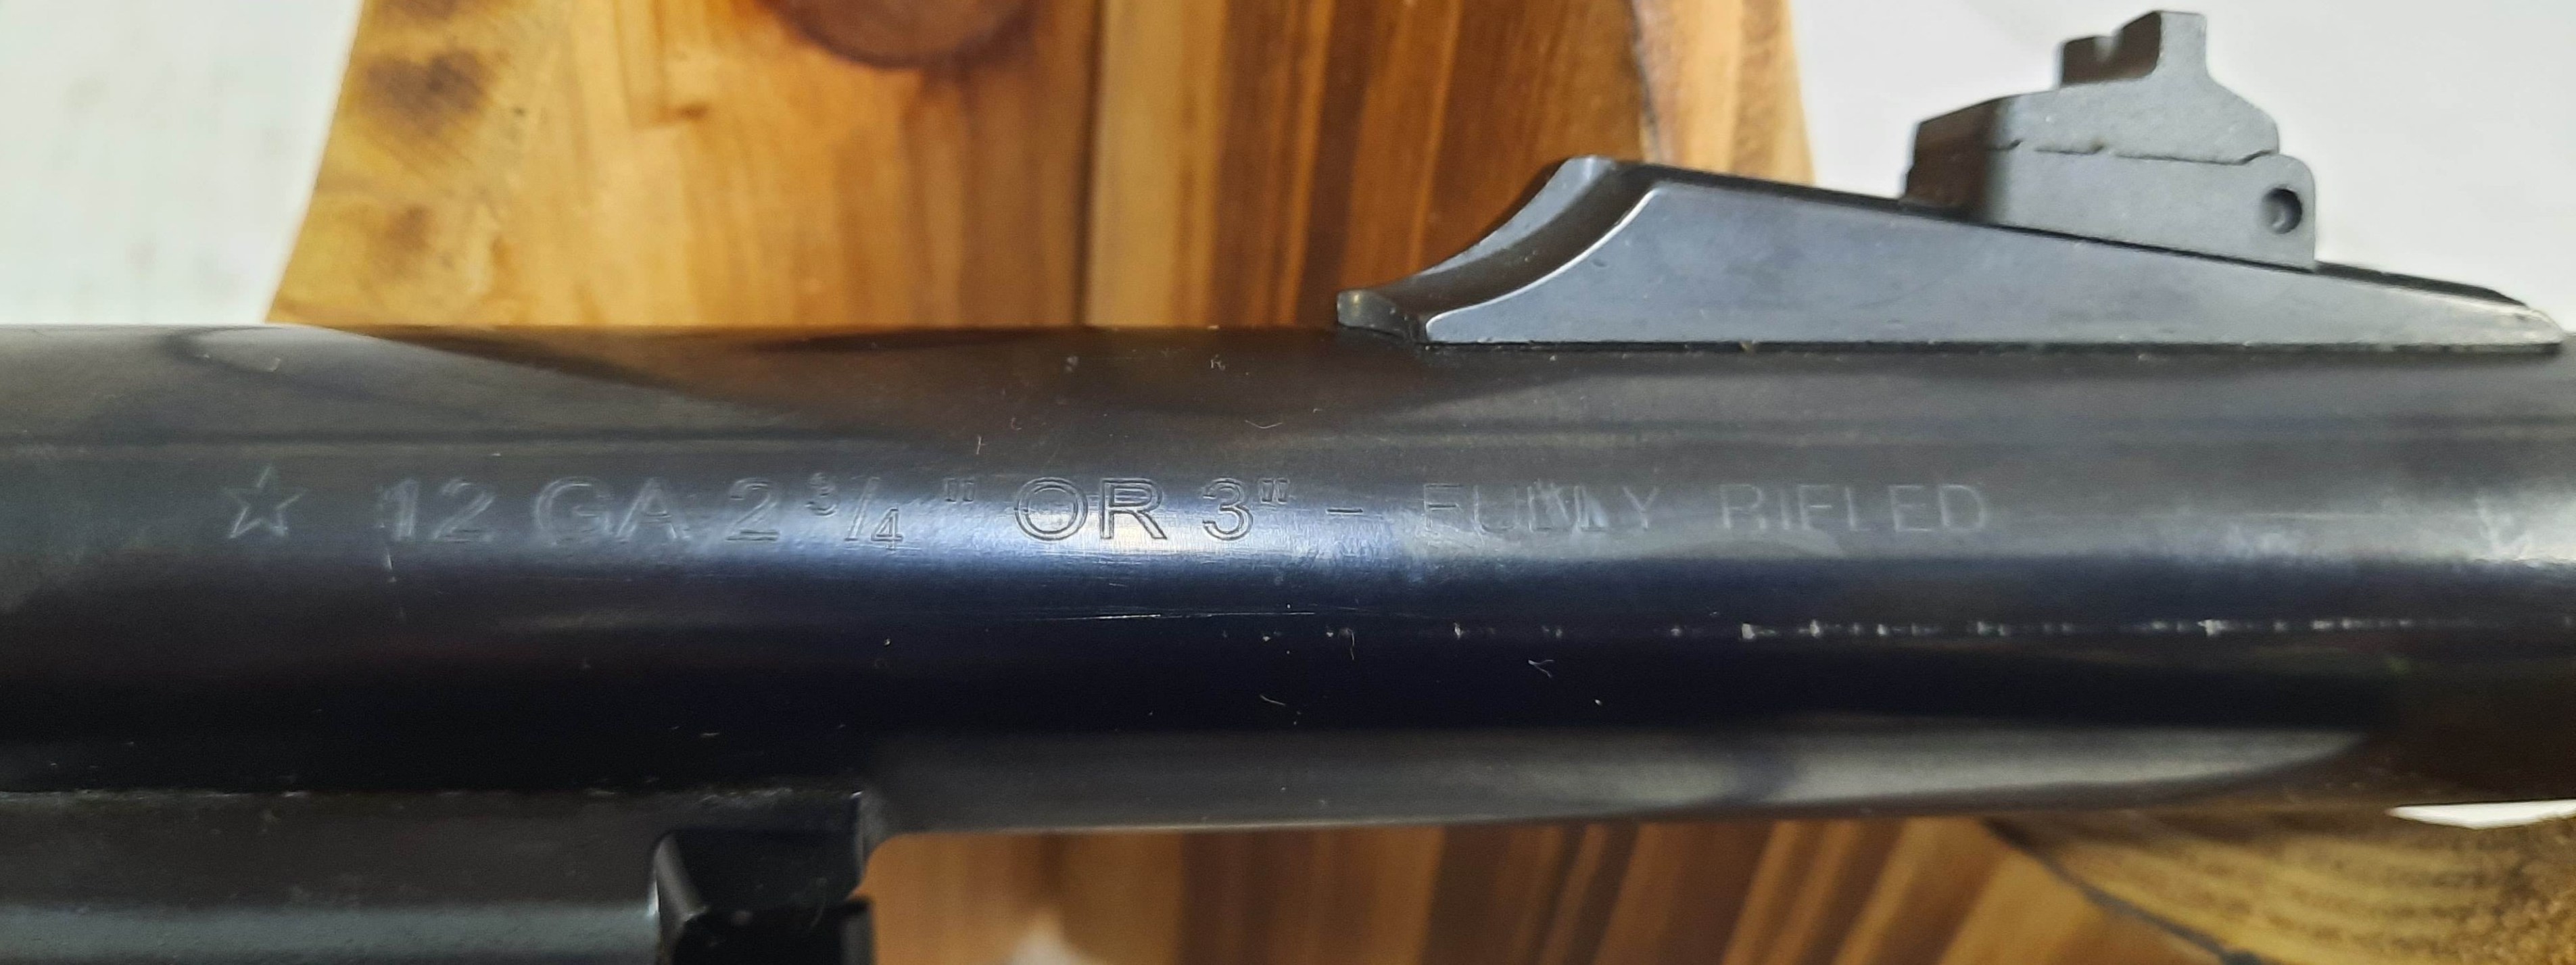 ☆ 12 GA 2 3/4" OR 3" - FULLY RIFLED